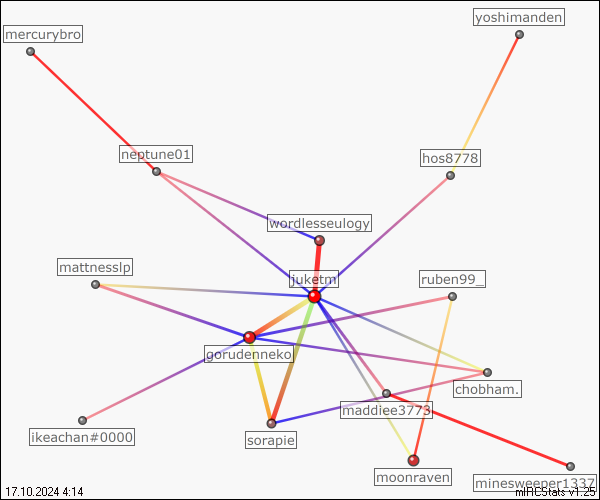 yoshimanden
mercurybro
neptune01
hos8778
wordlesseulogy
mattnesslp
juketm
ruben99_
gorudenneko
chobham.
maddiee3773
ikeachan#0000
sorapie
moonraven
minesweeper1337
17.10.2024 4:14
mIRCStats v1.25